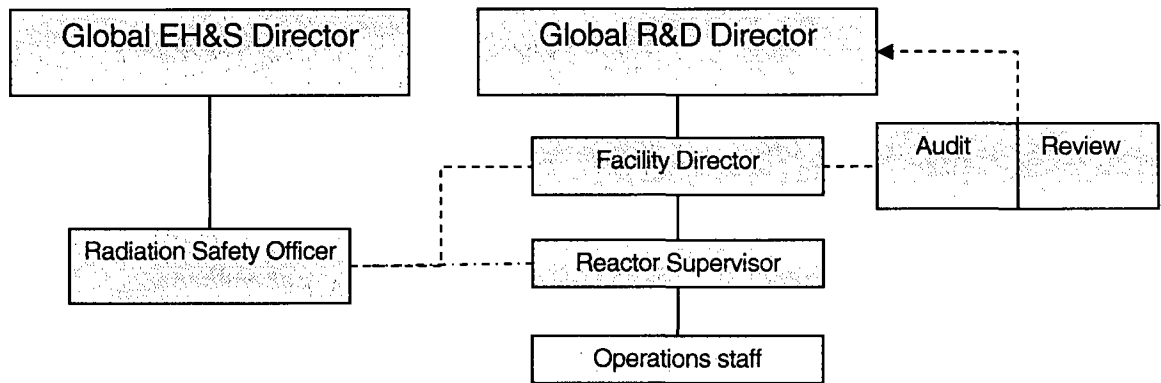 Global EH&S Director
Global R&D Director
Audit
Review
Facility Director
Radiation Safety Officer
Reactor Supervisor
Operations staff